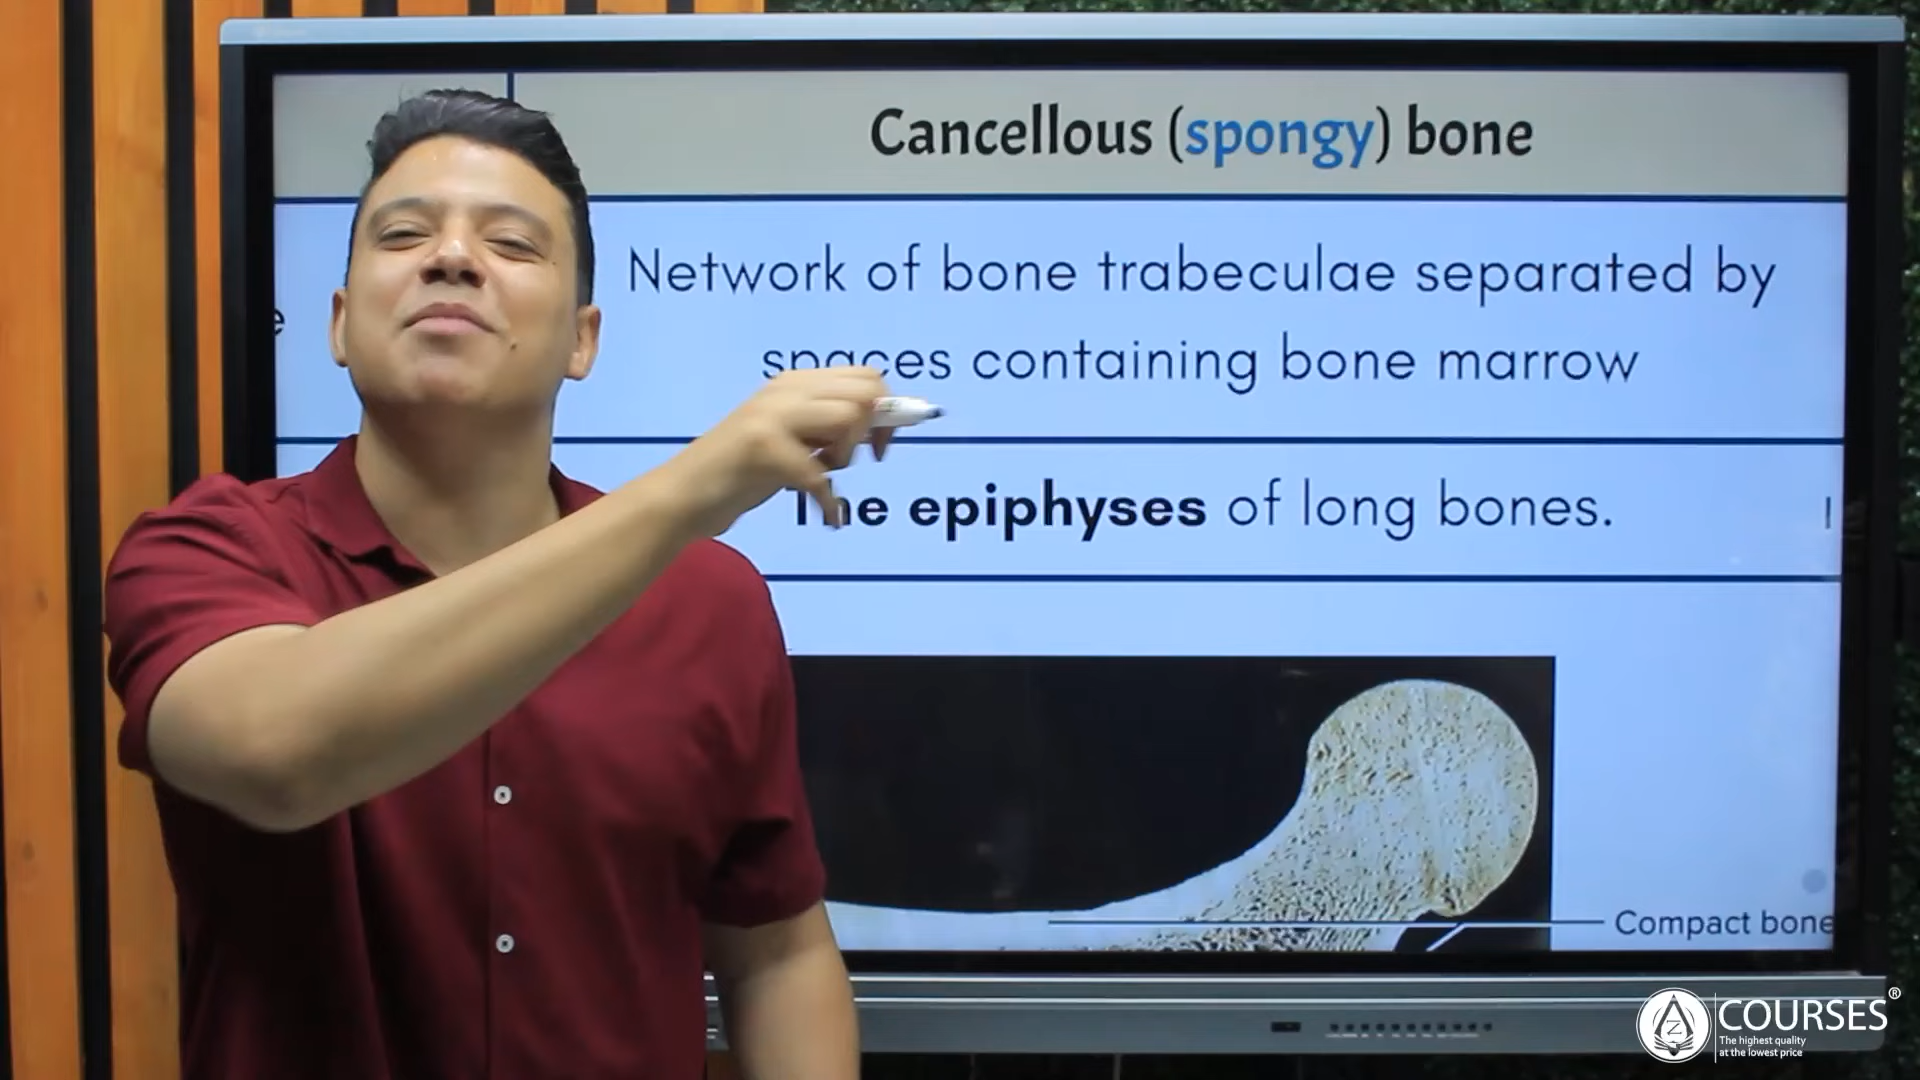 Cancellous (spongy) bone
Network of bone trabeculae separated by
spaces containing bone marrow
The epiphyses of long bones.
Compact bone
COURSES®
The highest quality
at the lowest price